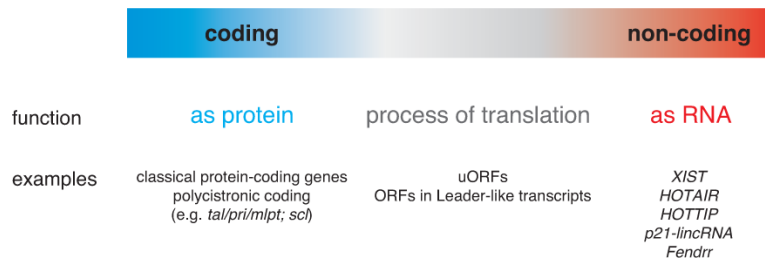 coding non-coding
function as protein process of translation as RNA
examples classical protein-coding genes uORFs XIST
polycistronic coding ORFs in Leader-like transcripts HOTAIR
(e.g. tal/pri/mlpt; scl) HOTTIP
p21-lincRNA
Fendrr